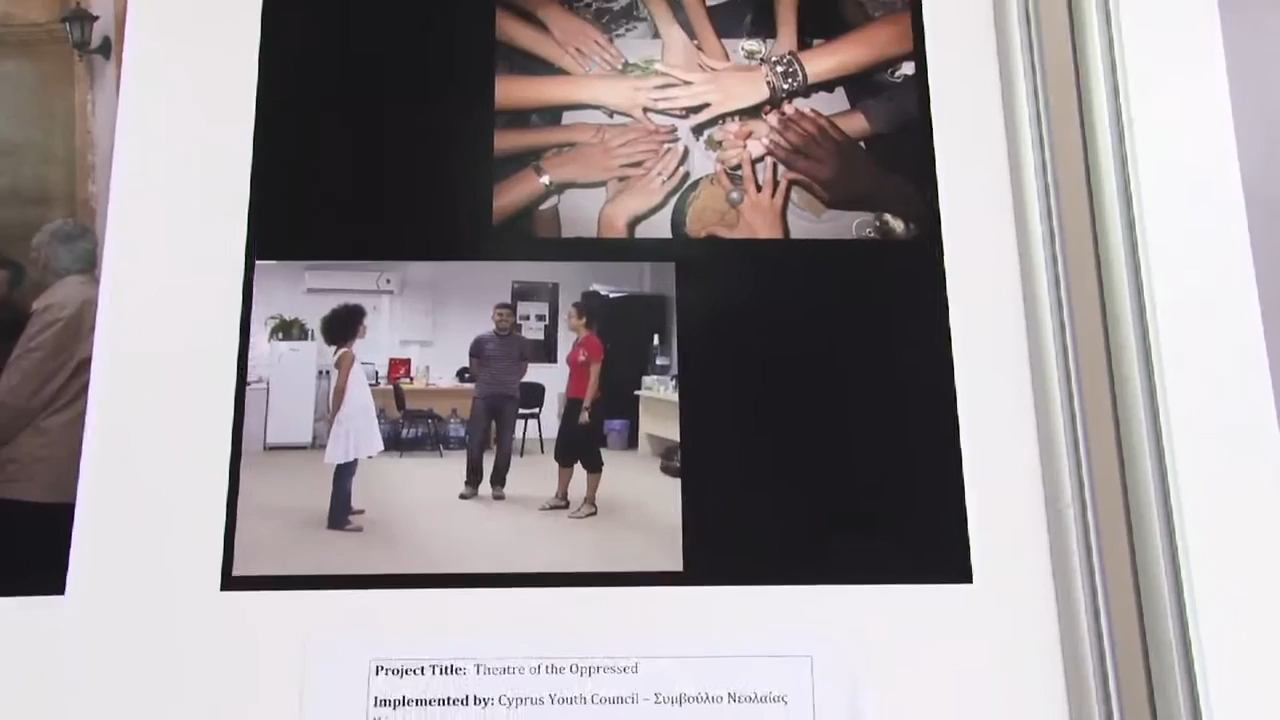 Project Title: Theatre of the Oppressed
Implemented by: Cyprus Youth Council – Συμβούλιο Νεολαίας